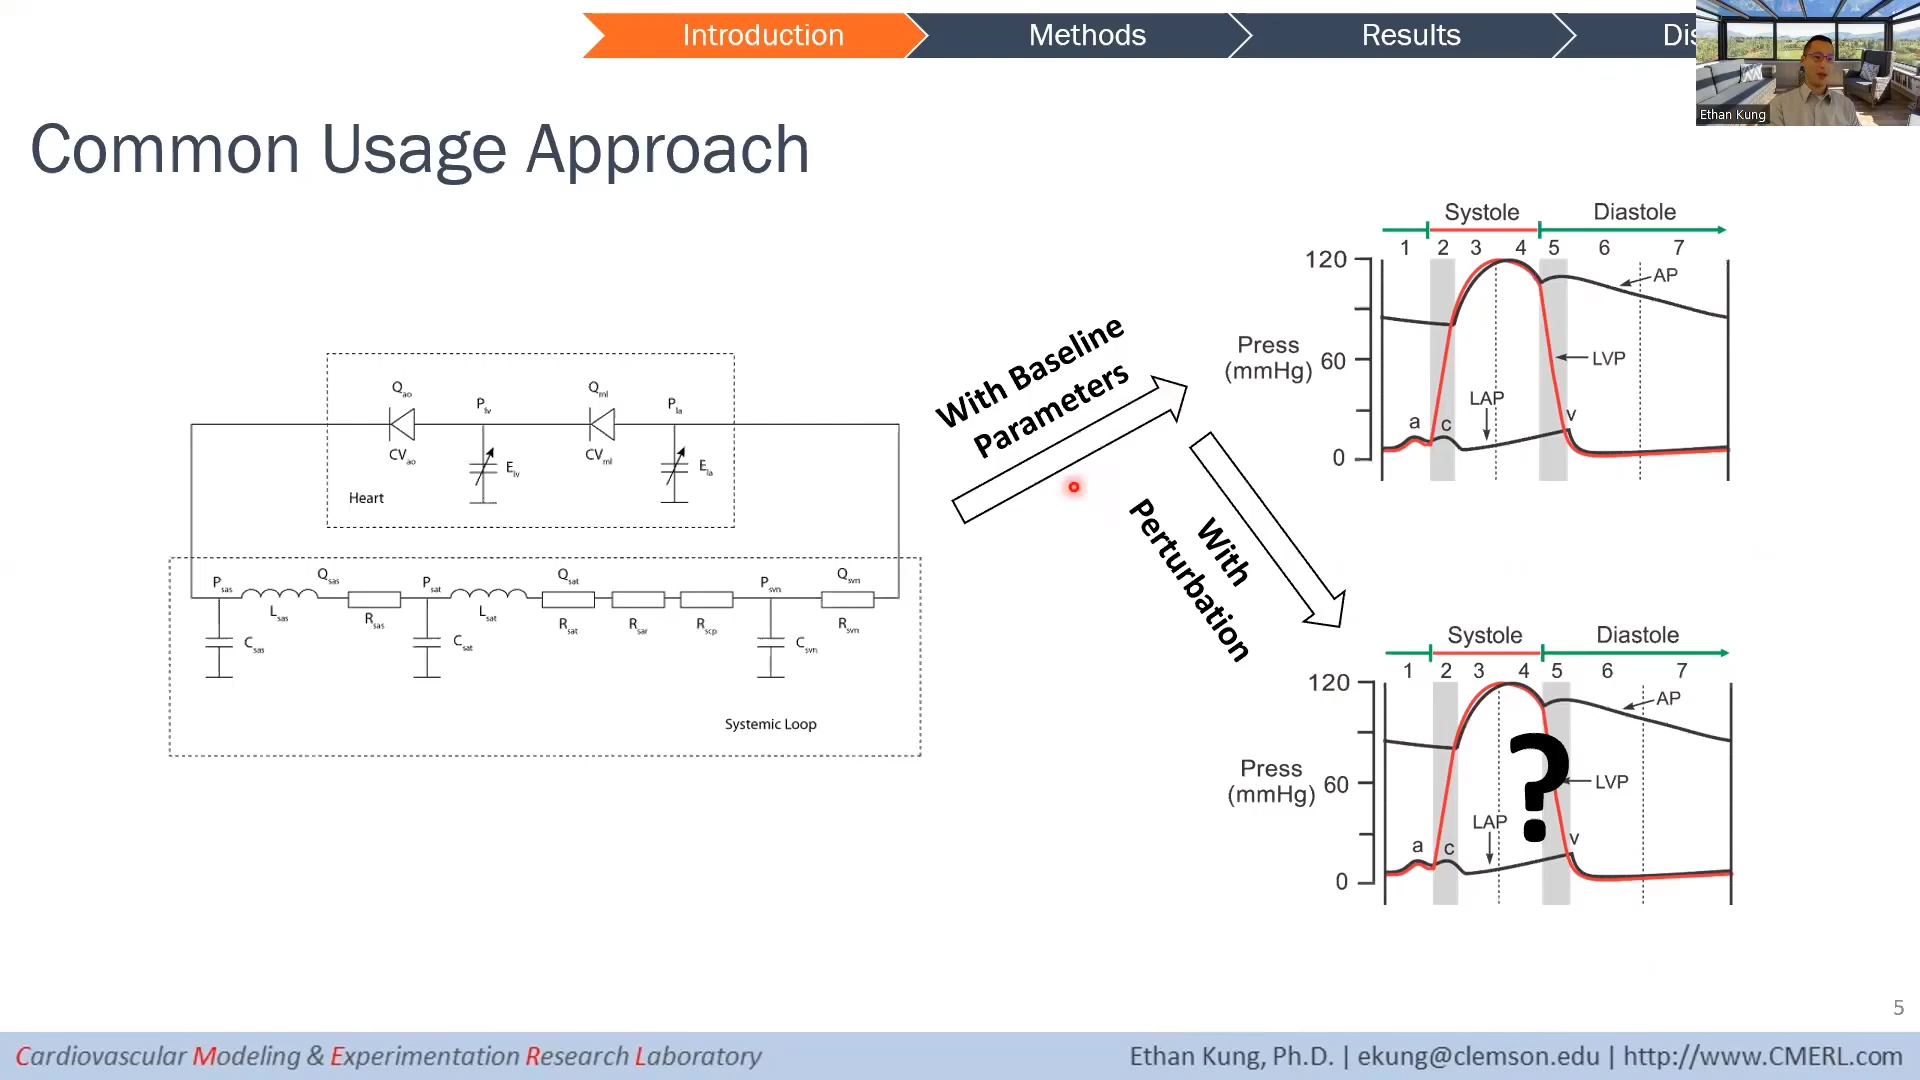 Introduction
Methods
Results
Dis
Ethan Kung
Common Usage Approach
Q_ao
P_lv
Q_ml
P_la
CV_ao
E_lv
CV_ml
E_la
Heart
P_sas
Q_sas
P_sat
Q_sat
P_svn
Q_svn
L_sas
R_sas
L_sat
R_sat
R_sar
R_scp
R_svn
C_sas
C_sat
C_svn
Systemic Loop
With Baseline
Parameters
With
Perturbation
Systole Diastole
1 2 3 4 5 6 7
120
AP
Press
(mmHg)
60
LVP
LAP
a c v
0
Systole Diastole
1 2 3 4 5 6 7
120
AP
Press
(mmHg)
60
?
LVP
LAP
a c v
0
5
Cardiovascular Modeling & Experimentation Research Laboratory
Ethan Kung, Ph.D. | ekung@clemson.edu | http://www.CMERL.com